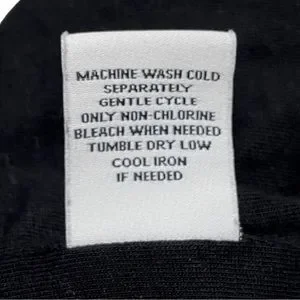 MACHINE WASH COLD
SEPARATELY
GENTLE CYCLE
ONLY NON-CHLORINE
BLEACH WHEN NEEDED
TUMBLE DRY LOW
COOL IRON
IF NEEDED